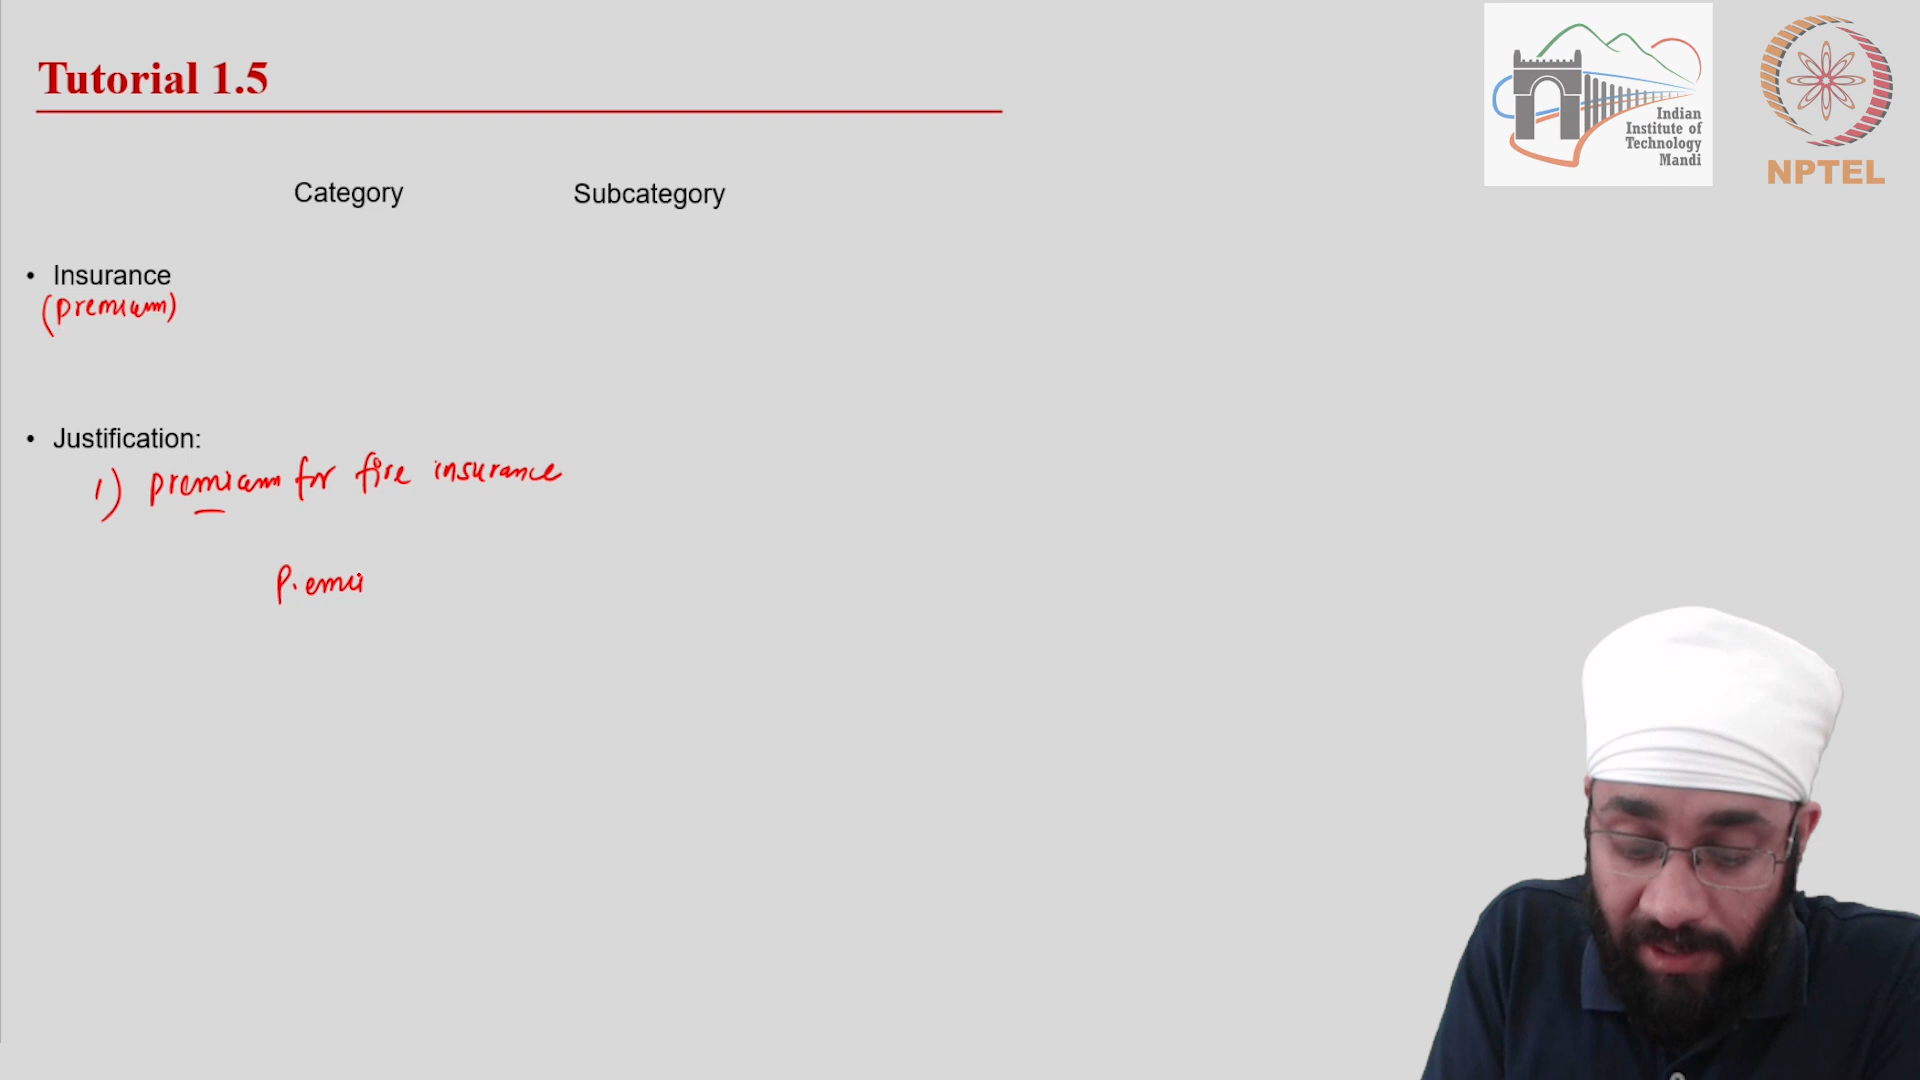 Tutorial 1.5
Indian
Institute of
Technology
Mandi
NPTEL
Category Subcategory
• Insurance
(premium)
• Justification:
1) premium for fire insurance
P.emi